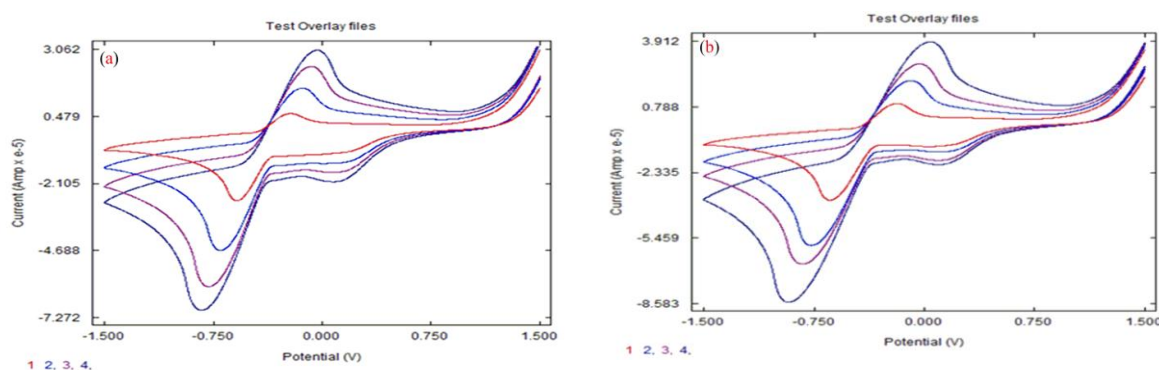 Test Overlay files
(a)
3.062
0.479
-2.105
-4.688
-7.272
Current (Amp x e-5)
-1.500 -0.750 0.000 0.750 1.500
Potential (V)
1 2, 3, 4,
Test Overlay files
(b)
3.912
0.788
-2.335
-5.459
-8.583
Current (Amp x e-5)
-1.500 -0.750 0.000 0.750 1.500
Potential (V)
1 2, 3, 4,